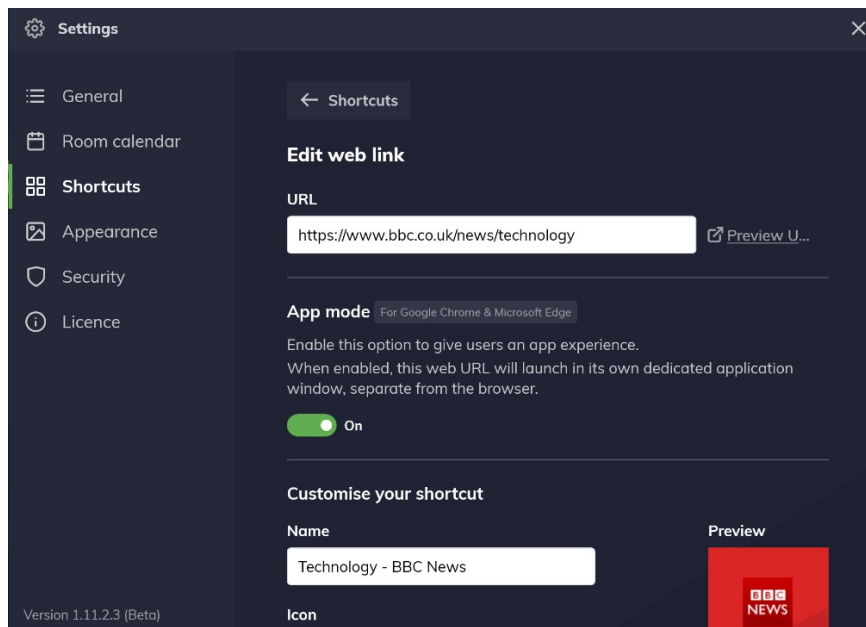 Settings
General
Room calendar
Shortcuts
Appearance
Security
Licence
Version 1.11.2.3 (Beta)
Shortcuts
Edit web link
URL
https://www.bbc.co.uk/news/technology
Preview U...
App mode For Google Chrome & Microsoft Edge
Enable this option to give users an app experience.
When enabled, this web URL will launch in its own dedicated application
window, separate from the browser.
On
Customise your shortcut
Name
Technology - BBC News
Icon
Preview
BBC
NEWS